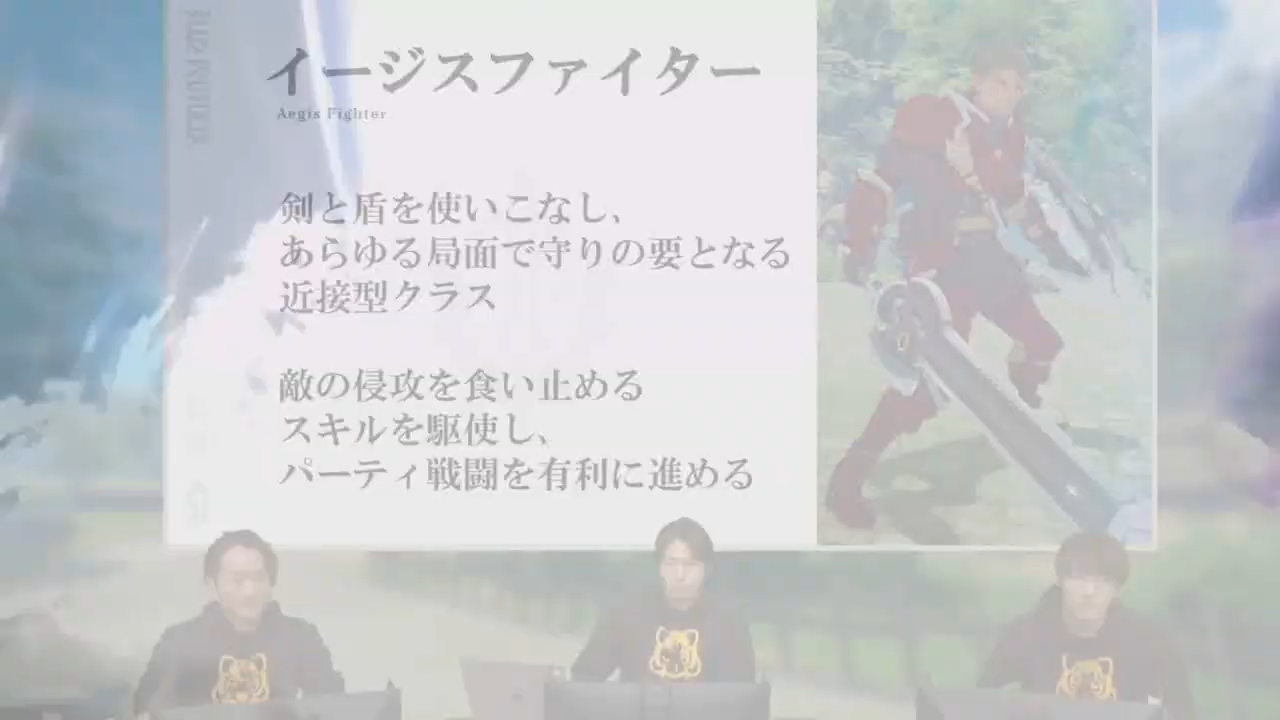 イージスファイター
Aegis Fighter
剣と盾を使いこなし、
あらゆる局面で守りの要となる
近接型クラス
敵の侵攻を食い止める
スキルを駆使し、
パーティ戦闘を有利に進める